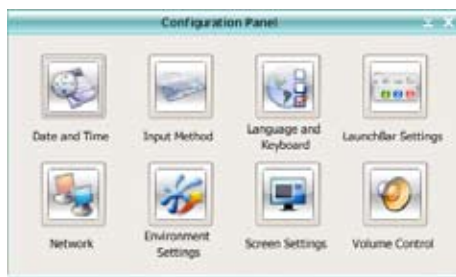 Configuration Panel
Date and Time
Input Method
Language and
Keyboard
LaunchBar Settings
Network
Environment
Settings
Screen Settings
Volume Control